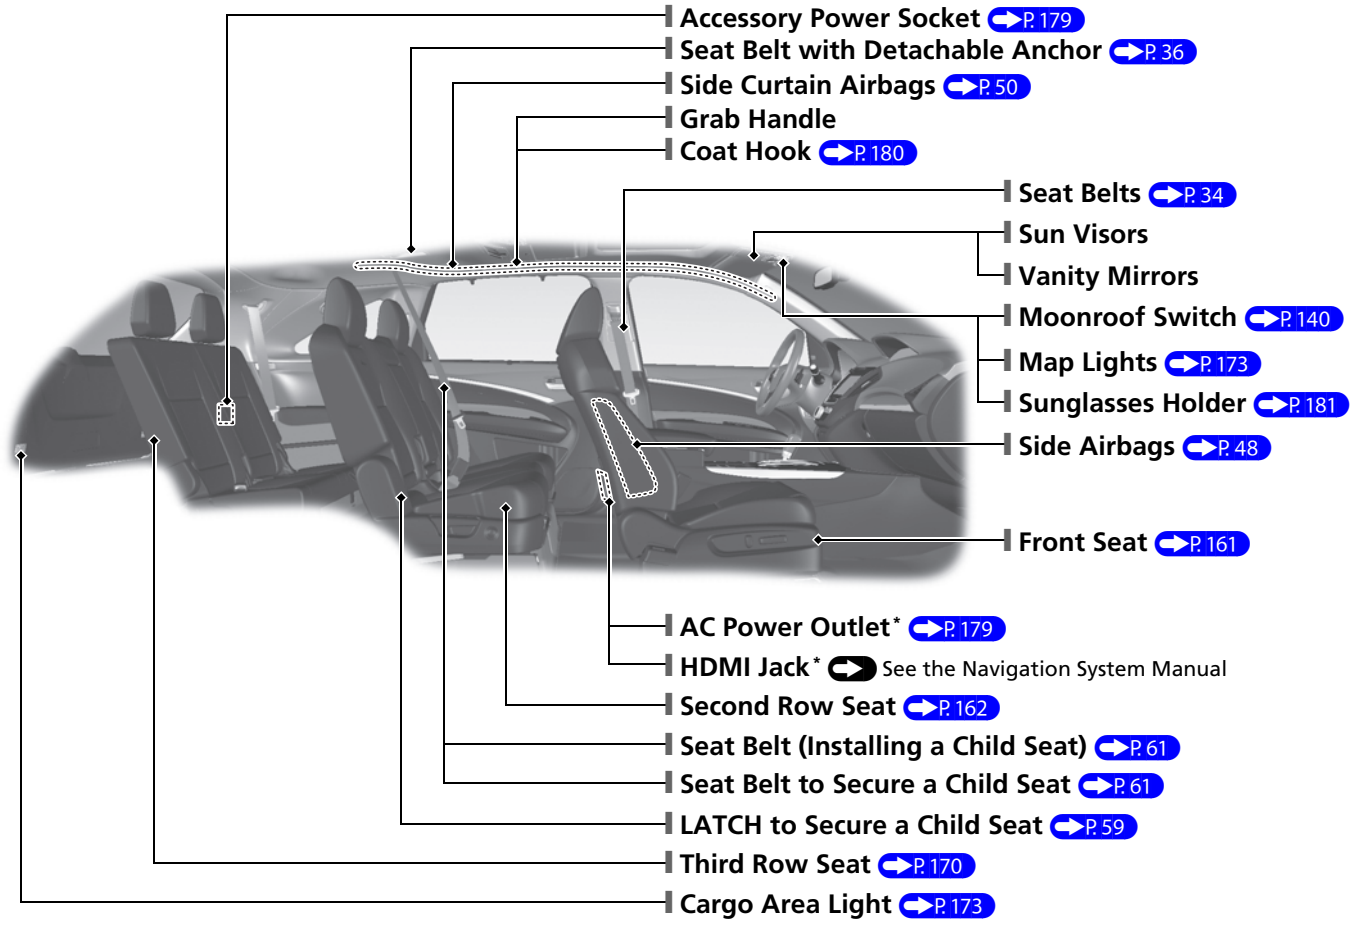 Accessory Power Socket P. 179
Seat Belt with Detachable Anchor P. 36
Side Curtain Airbags P. 50
Grab Handle
Coat Hook P. 180
Seat Belts P. 34
Sun Visors
Vanity Mirrors
Moonroof Switch P. 140
Map Lights P. 173
Sunglasses Holder P. 181
Side Airbags P. 48
Front Seat P. 161
AC Power Outlet* P. 179
HDMI Jack* See the Navigation System Manual
Second Row Seat P. 162
Seat Belt (Installing a Child Seat) P. 61
Seat Belt to Secure a Child Seat P. 61
LATCH to Secure a Child Seat P. 59
Third Row Seat P. 170
Cargo Area Light P. 173